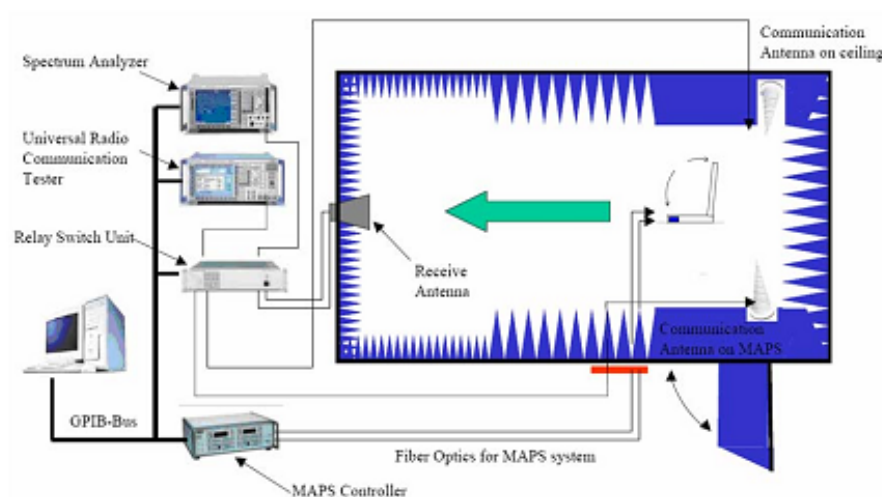 Communication
Antenna on ceiling
Spectrum Analyzer
Universal Radio
Communication
Tester
Relay Switch Unit
Receive
Antenna
Communication
Antenna on MAPS
GPIB-Bus
Fiber Optics for MAPS system
MAPS Controller